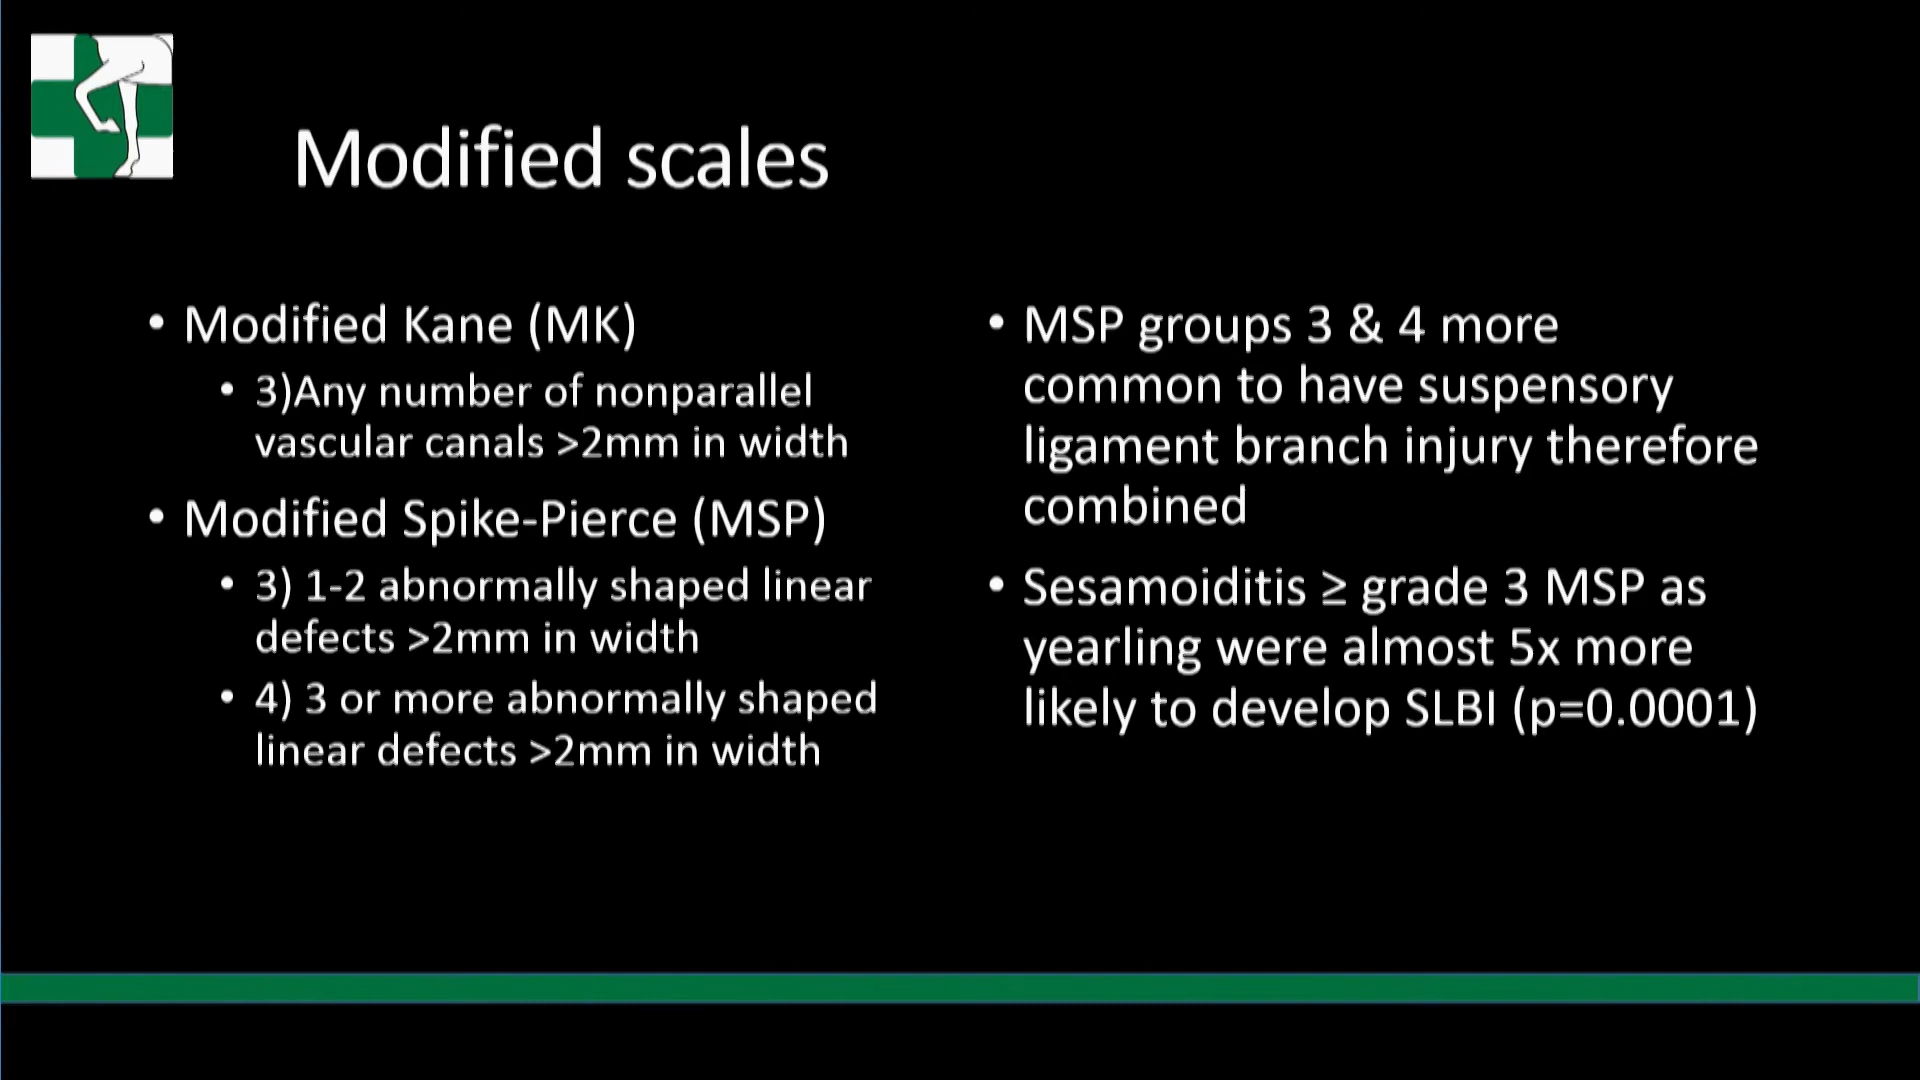 Modified scales
• Modified Kane (MK)
• 3)Any number of nonparallel
vascular canals >2mm in width
• Modified Spike-Pierce (MSP)
• 3) 1-2 abnormally shaped linear
defects >2mm in width
• 4) 3 or more abnormally shaped
linear defects >2mm in width
• MSP groups 3 & 4 more
common to have suspensory
ligament branch injury therefore
combined
• Sesamoiditis ≥ grade 3 MSP as
yearling were almost 5x more
likely to develop SLBI (p=0.0001)